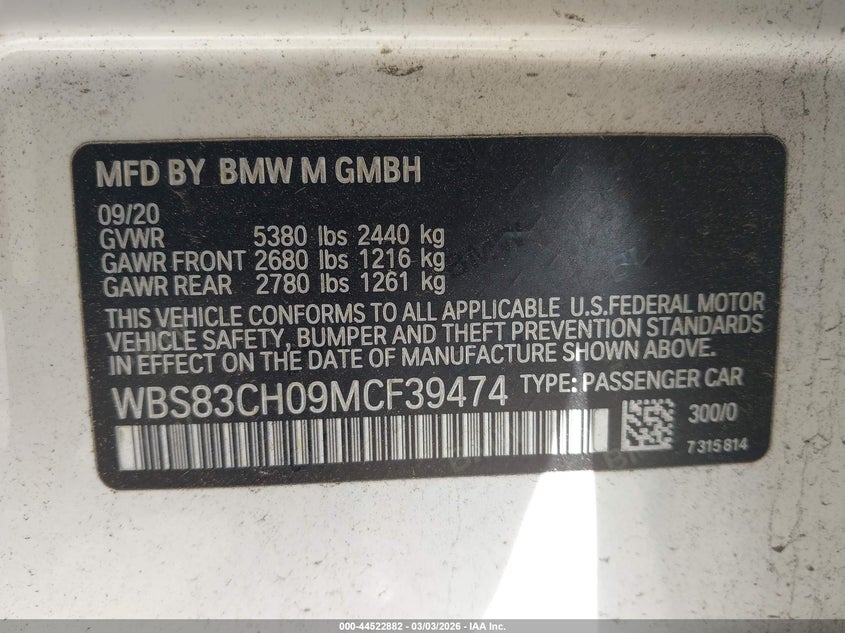 MFD BY BMW M GMBH
09/20
GVWR 5380 lbs 2440 kg
GAWR FRONT 2680 lbs 1216 kg
GAWR REAR 2780 lbs 1261 kg
THIS VEHICLE CONFORMS TO ALL APPLICABLE U.S.FEDERAL MOTOR
VEHICLE SAFETY, BUMPER AND THEFT PREVENTION STANDARDS
IN EFFECT ON THE DATE OF MANUFACTURE SHOWN ABOVE.
WBS83CH09MCF39474 TYPE: PASSENGER CAR
300/0
7315814
000-44522882 - 03/03/2026 - IAA Inc.